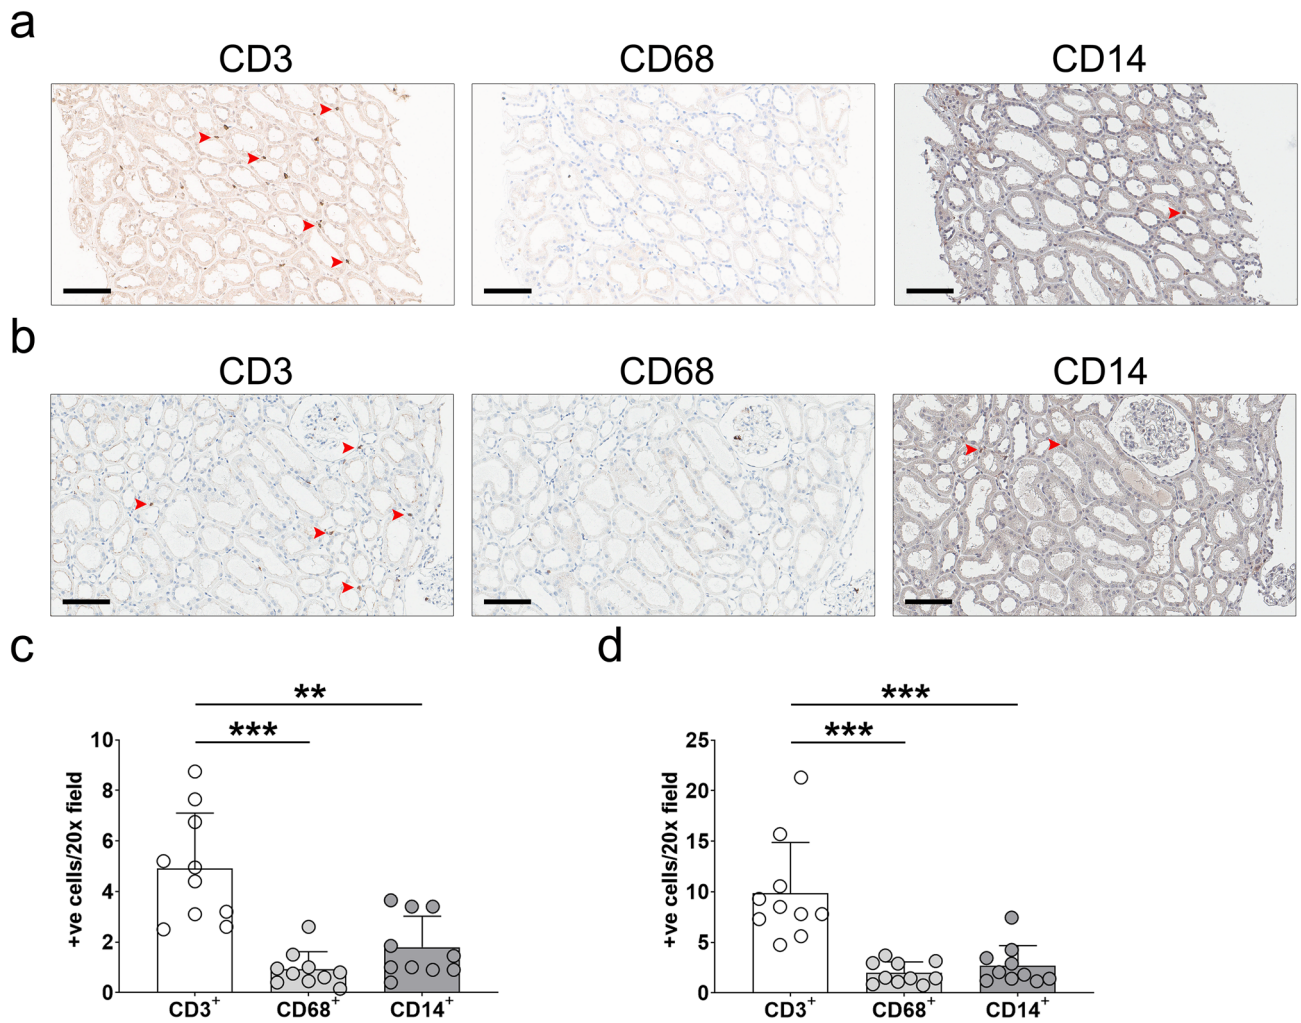 a
CD3 CD68 CD14
b
CD3 CD68 CD14
c
d
** 
***
10
8
6
4
2
0
+ve cells/20x field
CD3+ CD68+ CD14+
***
***
25
20
15
10
5
0
+ve cells/20x field
CD3+ CD68+ CD14+